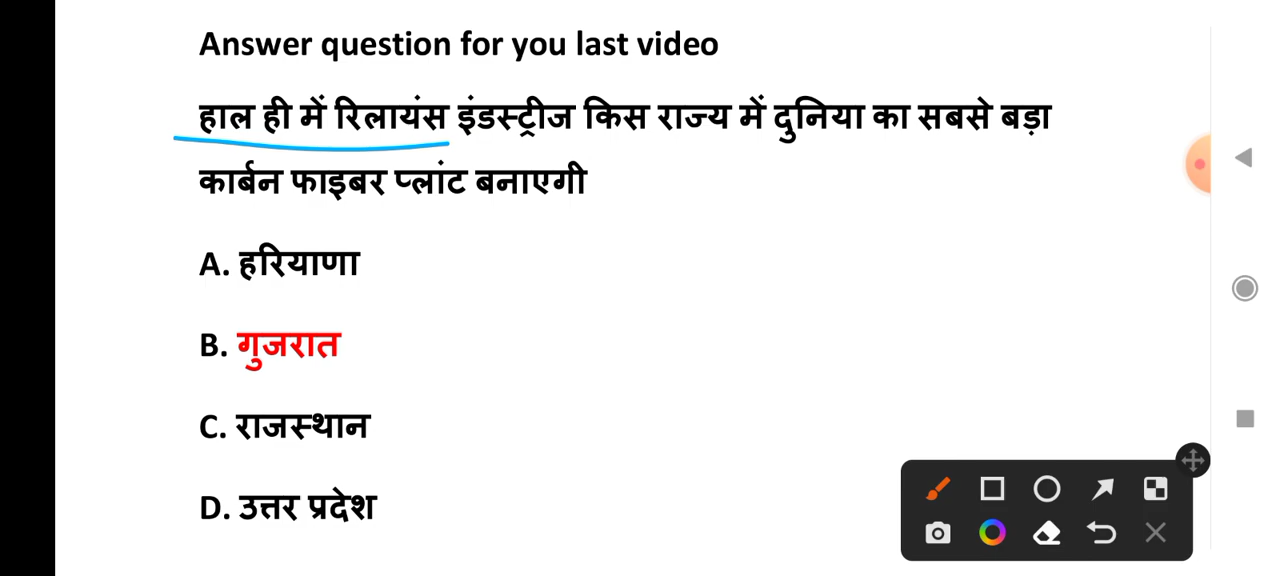 Answer question for you last video
हाल ही में रिलायंस इंडस्ट्रीज किस राज्य में दुनिया का सबसे बड़ा
कार्बन फाइबर प्लांट बनाएगी
A. हरियाणा
B. गुजरात
C. राजस्थान
D. उत्तर प्रदेश